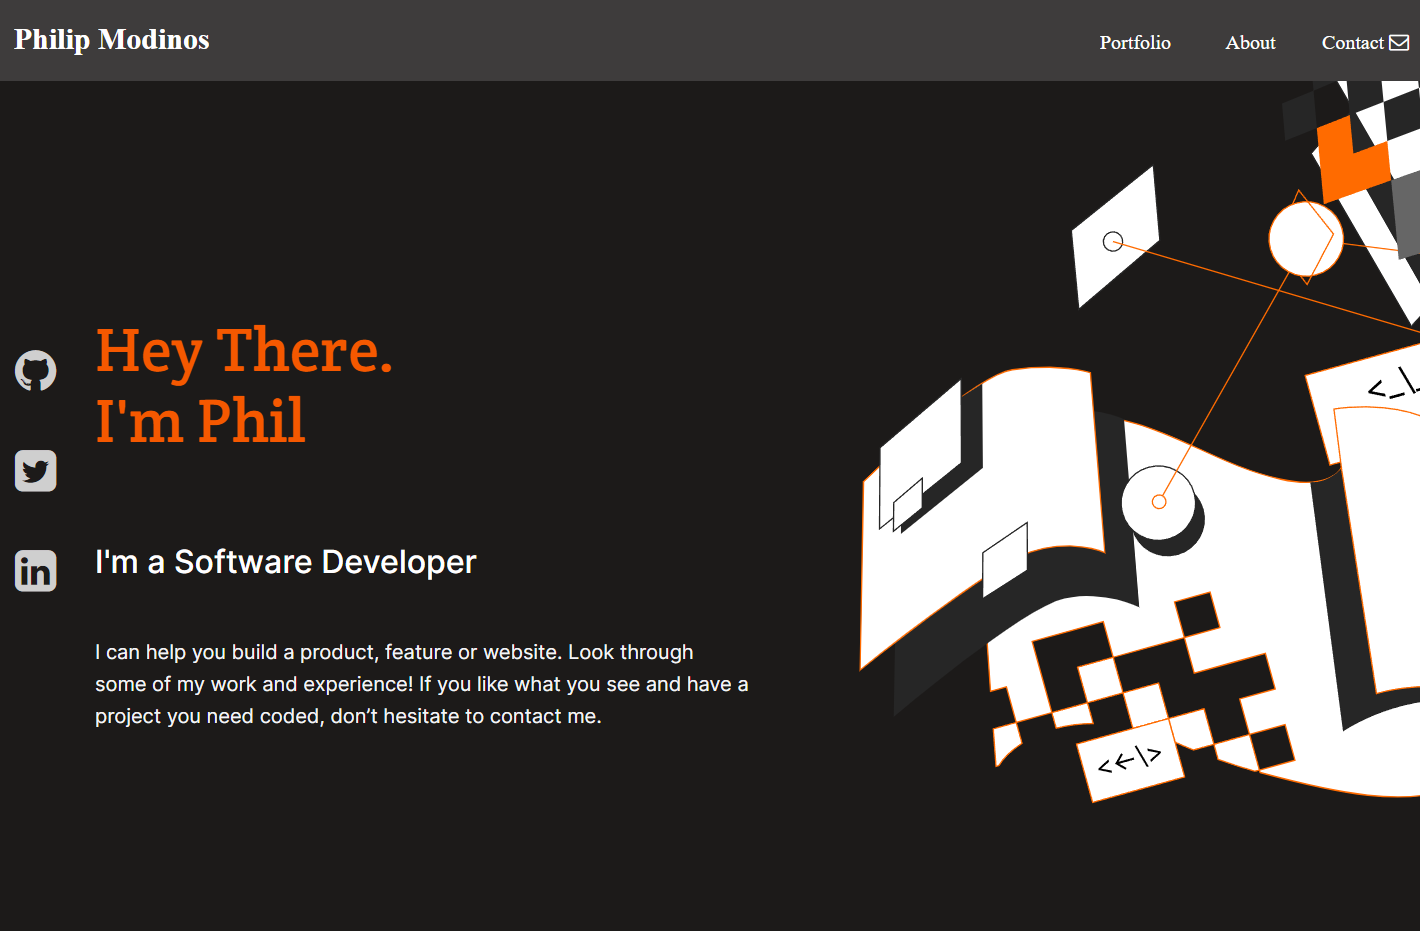 Philip Modinos
Portfolio
About
Contact
Hey There.
I'm Phil
in
I'm a Software Developer
I can help you build a product, feature or website. Look through
some of my work and experience! If you like what you see and have a
project you need coded, don’t hesitate to contact me.
<_\
<←\>